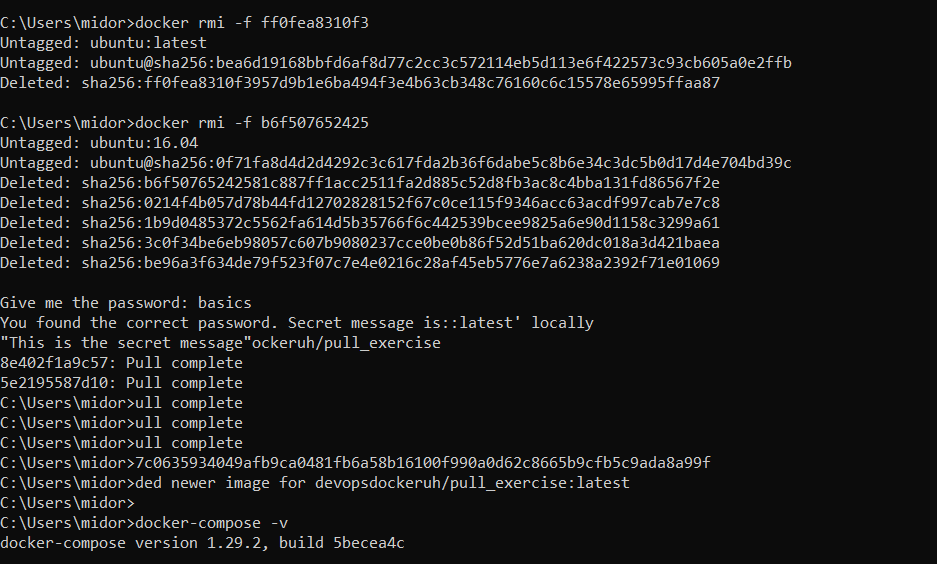 C:\Users\midor>docker rmi -f ff0fea8310f3
Untagged: ubuntu:latest
Untagged: ubuntu@sha256:bea6d19168bbfd6af8d77c2cc3c572114eb5d113e6f422573c93cb605a0e2ffb
Deleted: sha256:ff0fea8310f3957d9b1e6ba494f3e4b63cb348c76160c6c15578e65995ffaa87
C:\Users\midor>docker rmi -f b6f507652425
Untagged: ubuntu:16.04
Untagged: ubuntu@sha256:0f71fa8d4d2d4292c3c617fda2b36f6dabe5c8b6e34c3dc5b0d17d4e704bd39c
Deleted: sha256:b6f50765242581c887ff1acc2511fa2d885c52d8fb3ac8c4bba131fd86567f2e
Deleted: sha256:0214f4b057d78b44fd12702828152f67c0ce115f9346acc63acdf997cab7e7c8
Deleted: sha256:1b9d0485372c5562fa614d5b35766f6c442539bcee9825a6e90d1158c3299a61
Deleted: sha256:3c0f34be6eb98057c607b9080237cce0be0b86f52d51ba620dc018a3d421baea
Deleted: sha256:be96a3f634de79f523f07c7e4e0216c28af45eb5776e7a6238a2392f71e01069
Give me the password: basics
You found the correct password. Secret message is::latest' locally
"This is the secret message"ockeruh/pull_exercise
8e402f1a9c57: Pull complete
5e2195587d10: Pull complete
C:\Users\midor>ull complete
C:\Users\midor>ull complete
C:\Users\midor>ull complete
C:\Users\midor>7c0635934049afb9ca0481fb6a58b16100f990a0d62c8665b9cfb5c9ada8a99f
C:\Users\midor>ded newer image for devopsdockeruh/pull_exercise:latest
C:\Users\midor>
C:\Users\midor>docker-compose -v
docker-compose version 1.29.2, build 5becea4c